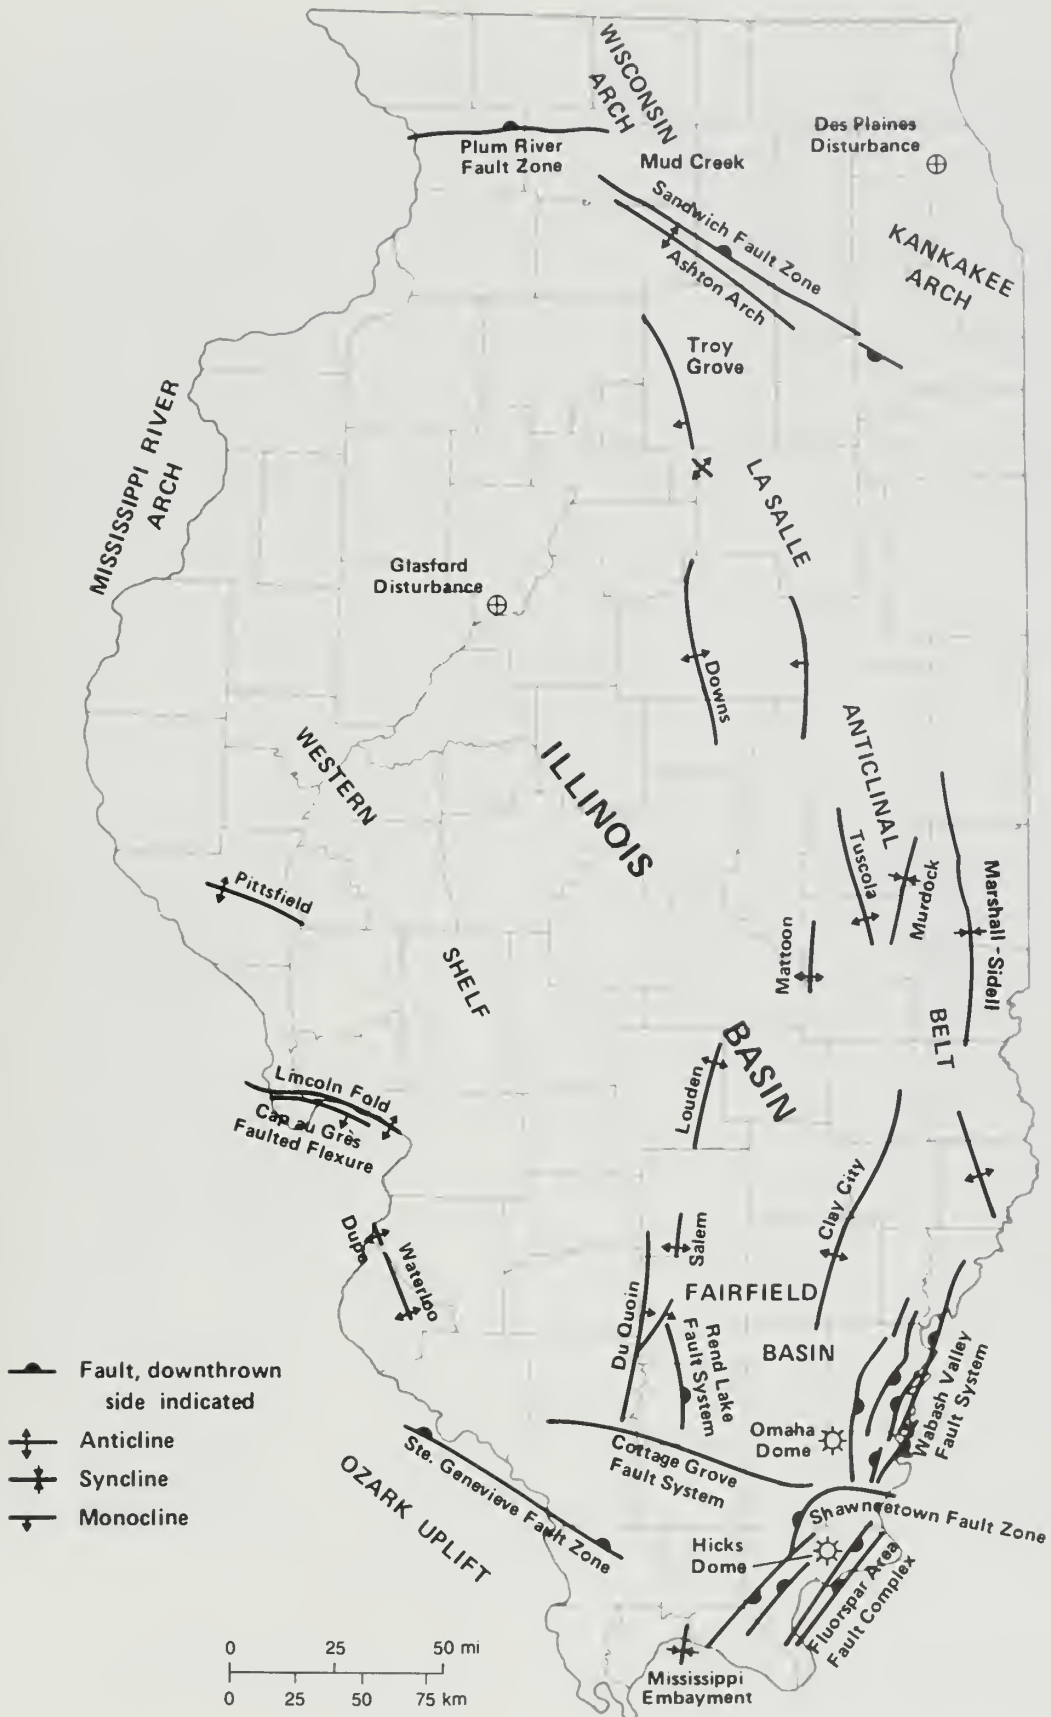 WISCONSIN
ARCH
Des Plaines
Disturbance
Plum River
Fault Zone
Mud Creek
Sandwich Fault Zone
Ashton Arch
KANKAKEE
ARCH
Troy
Grove
MISSISSIPPI RIVER
ARCH
LA SALLE
Glasford
Disturbance
Downs
WESTERN
ILLINOIS
ANTICLINAL
Tuscola
Murdock
Marshall - Sidell
Pittsfield
Mattoon
SHELF
BELT
BASIN
Louden
Lincoln Fold
Cap au Grès
Faulted Flexure
Clay City
Dupo
Waterloo
Salem
Du Quoin
FAIRFIELD
BASIN
Rend Lake
Fault System
Wabash Valley
Fault System
Fault, downthrown
side indicated
Anticline
Syncline
Monocline
Omaha
Dome
Cottage Grove
Fault System
Ste. Genevieve Fault Zone
OZARK UPLIFT
Shawneetown Fault Zone
Hicks
Dome
Fluorspar Area
Fault Complex
Mississippi
Embayment
0 25 50 mi
0 25 50 75 km